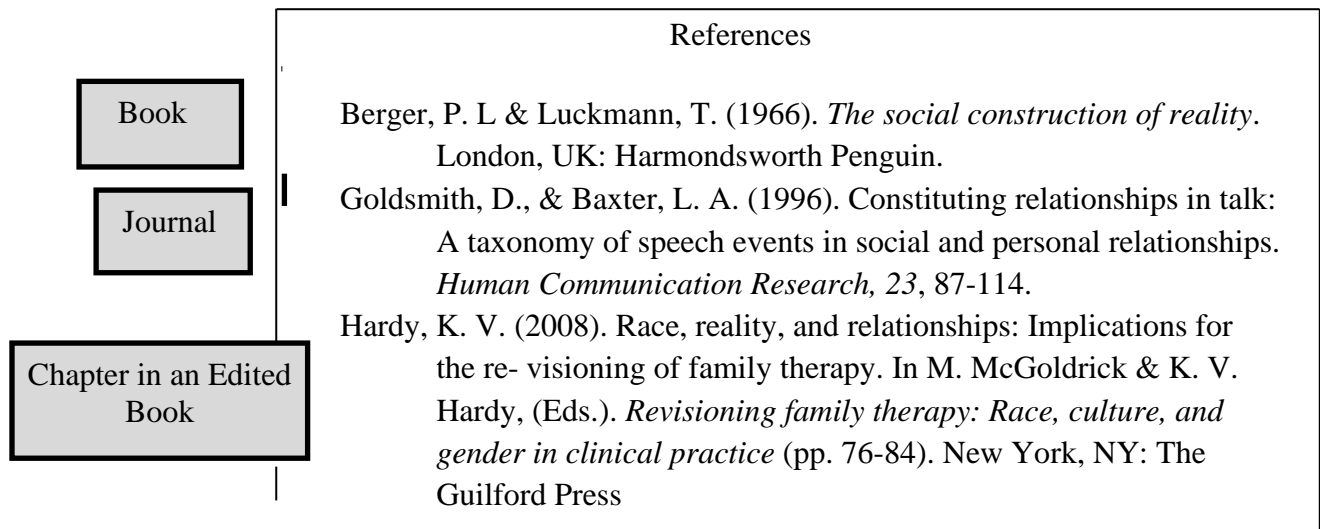 References
Book
Berger, P. L & Luckmann, T. (1966). The social construction of reality.
London, UK: Harmondsworth Penguin.
Journal
Goldsmith, D., & Baxter, L. A. (1996). Constituting relationships in talk:
A taxonomy of speech events in social and personal relationships.
Human Communication Research, 23, 87-114.
Chapter in an Edited
Book
Hardy, K. V. (2008). Race, reality, and relationships: Implications for
the re- visioning of family therapy. In M. McGoldrick & K. V.
Hardy, (Eds.). Revisioning family therapy: Race, culture, and
gender in clinical practice (pp. 76-84). New York, NY: The
Guilford Press